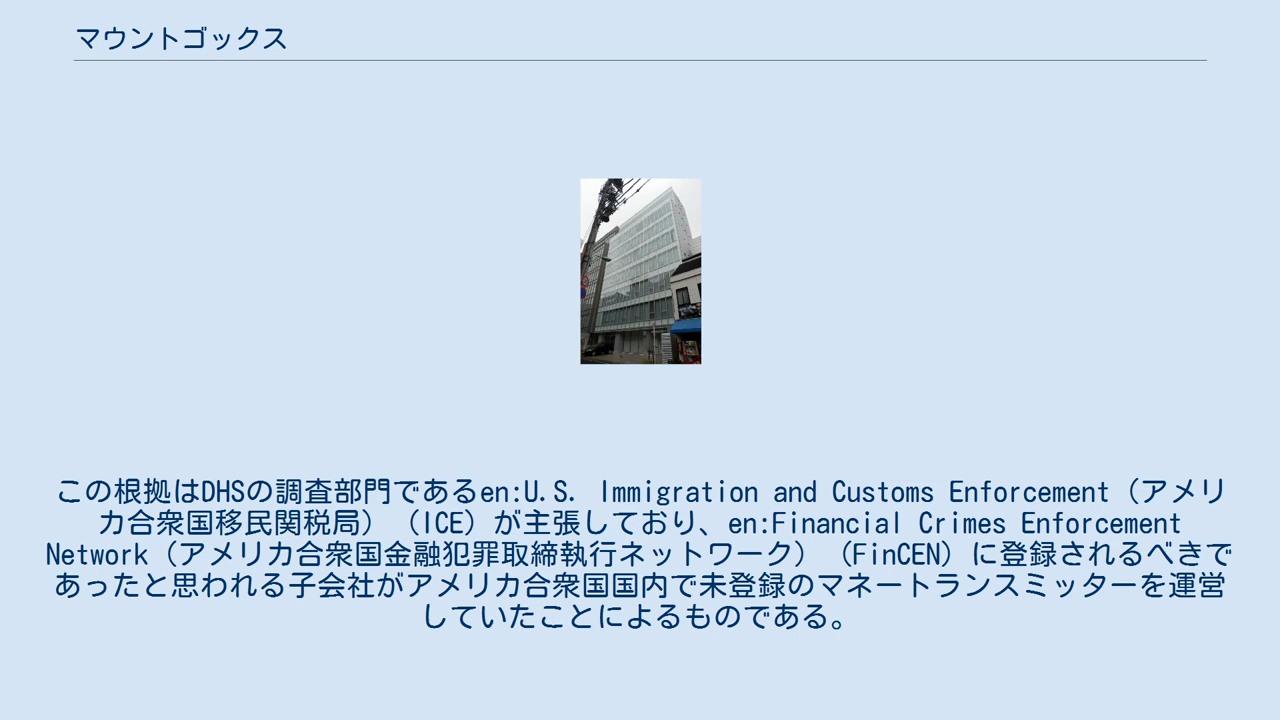 マウントゴックス
この根拠はDHSの調査部門であるen:U.S. Immigration and Customs Enforcement（アメリ
カ合衆国移民関税局）（ICE）が主張しており、en:Financial Crimes Enforcement
Network（アメリカ合衆国金融犯罪取締執行ネットワーク）（FinCEN）に登録されるべきで
あったと思われる子会社がアメリカ合衆国国内で未登録のマネートランスミッターを運営
していたことによるものである。